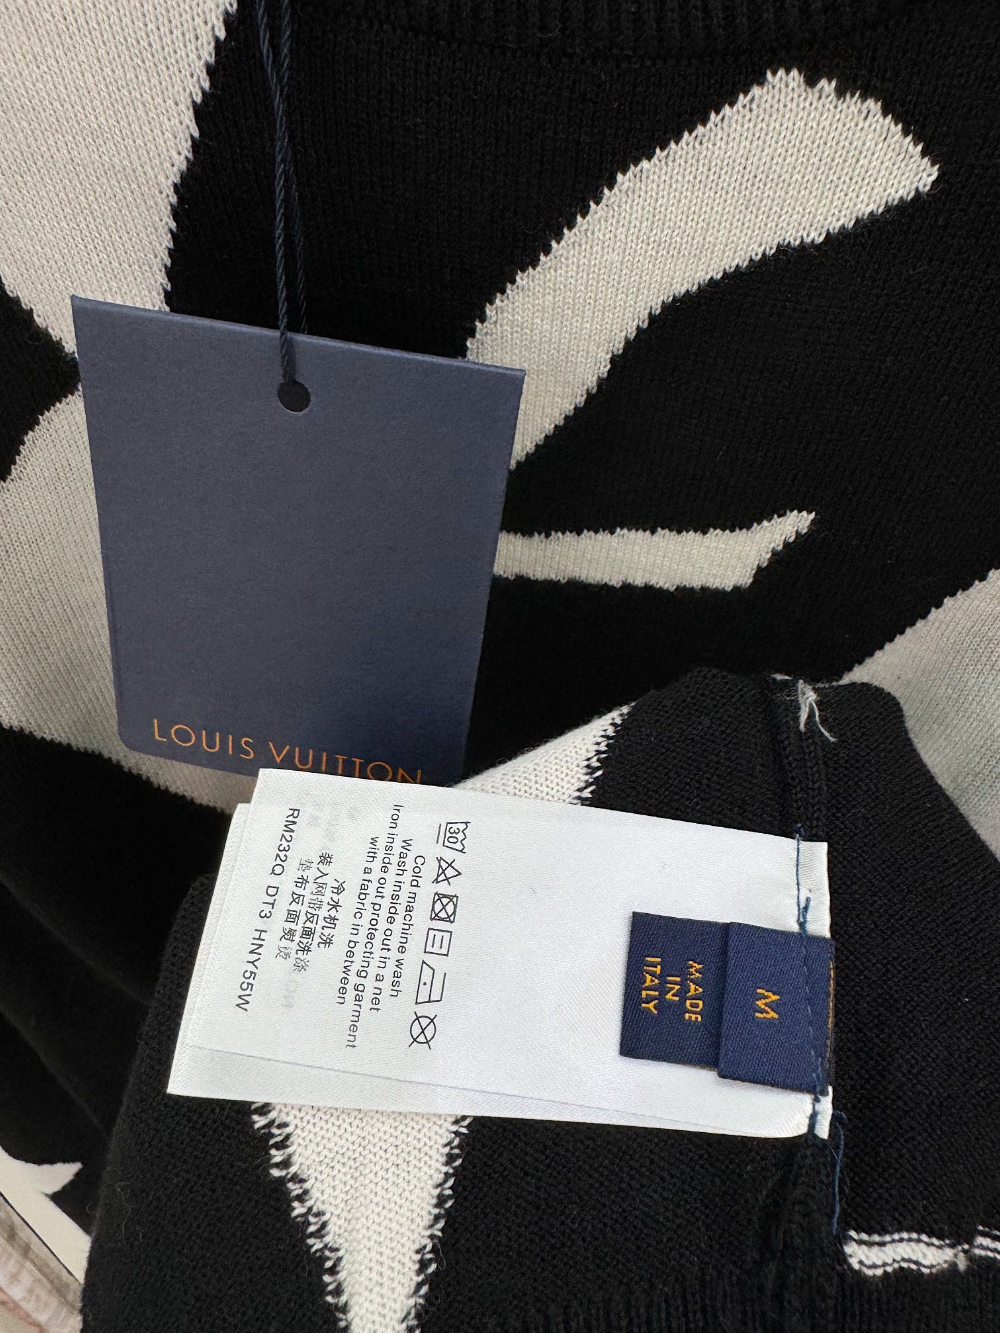 LOUIS VUITTON
30
Cold machine wash
Wash inside out in a net
Iron inside out protecting garment
with a fabric in between
冷水机洗
装入网带反面洗涤
垫布反面熨烫
RM232Q DT3 HNY55W
M
MADE
IN
ITALY